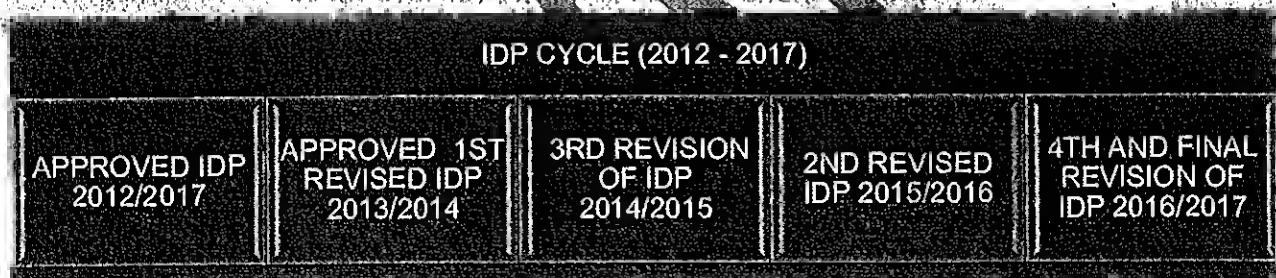 IDP CYCLE (2012 - 2017)
APPROVED IDP
2012/2017
APPROVED 1ST
REVISED IDP
2013/2014
3RD REVISION
OF IDP
2014/2015
2ND REVISED
IDP 2015/2016
4TH AND FINAL
REVISION OF
IDP 2016/2017